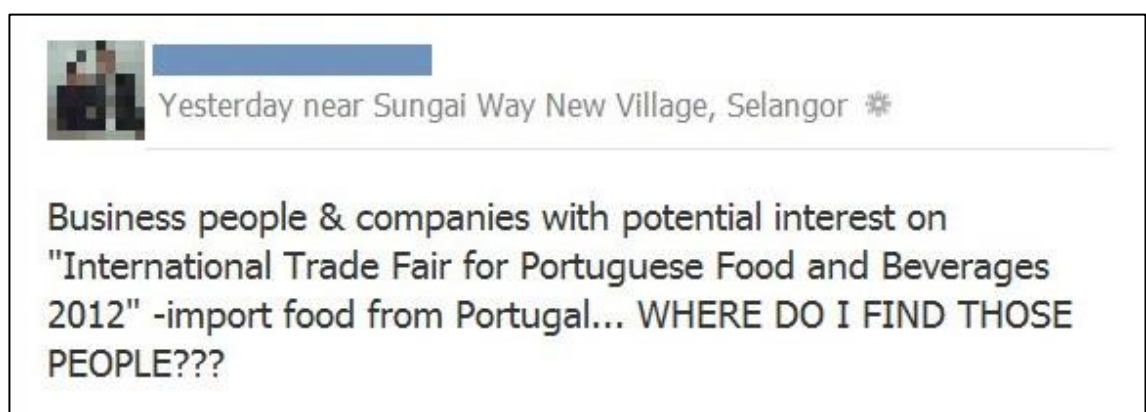 Yesterday near Sungai Way New Village, Selangor
Business people & companies with potential interest on
"International Trade Fair for Portuguese Food and Beverages
2012" -import food from Portugal... WHERE DO I FIND THOSE
PEOPLE???